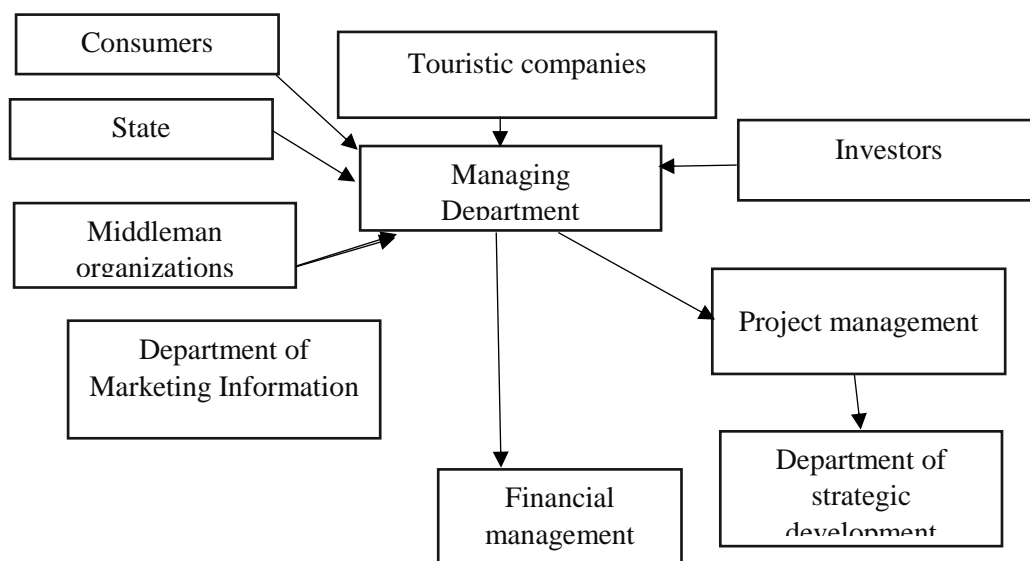 Consumers
Touristic companies
State
Investors
Managing
Department
Middleman
organizations
Project management
Department of
Marketing Information
Department of
strategic
development
Financial
management